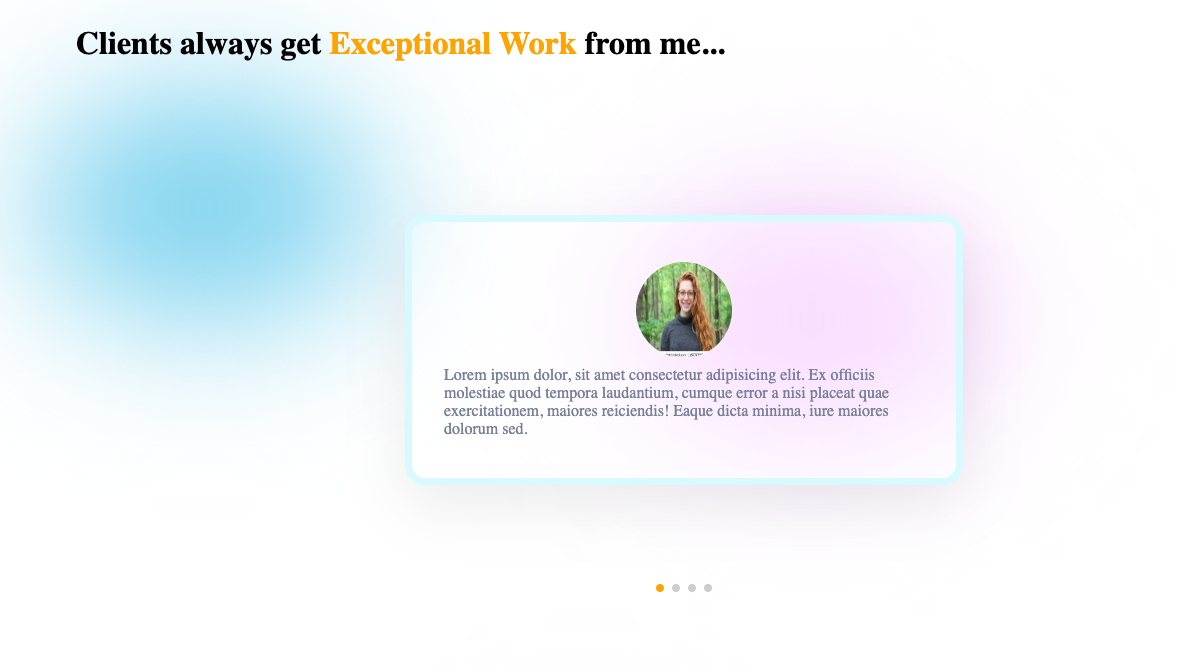 Clients always get Exceptional Work from me...
Lorem ipsum dolor, sit amet consectetur adipisicing elit. Ex officiis
molestiae quod tempora laudantium, cumque error a nisi placeat quae
exercitationem, maiores reiciendis! Eaque dicta minima, iure maiores
dolorum sed.